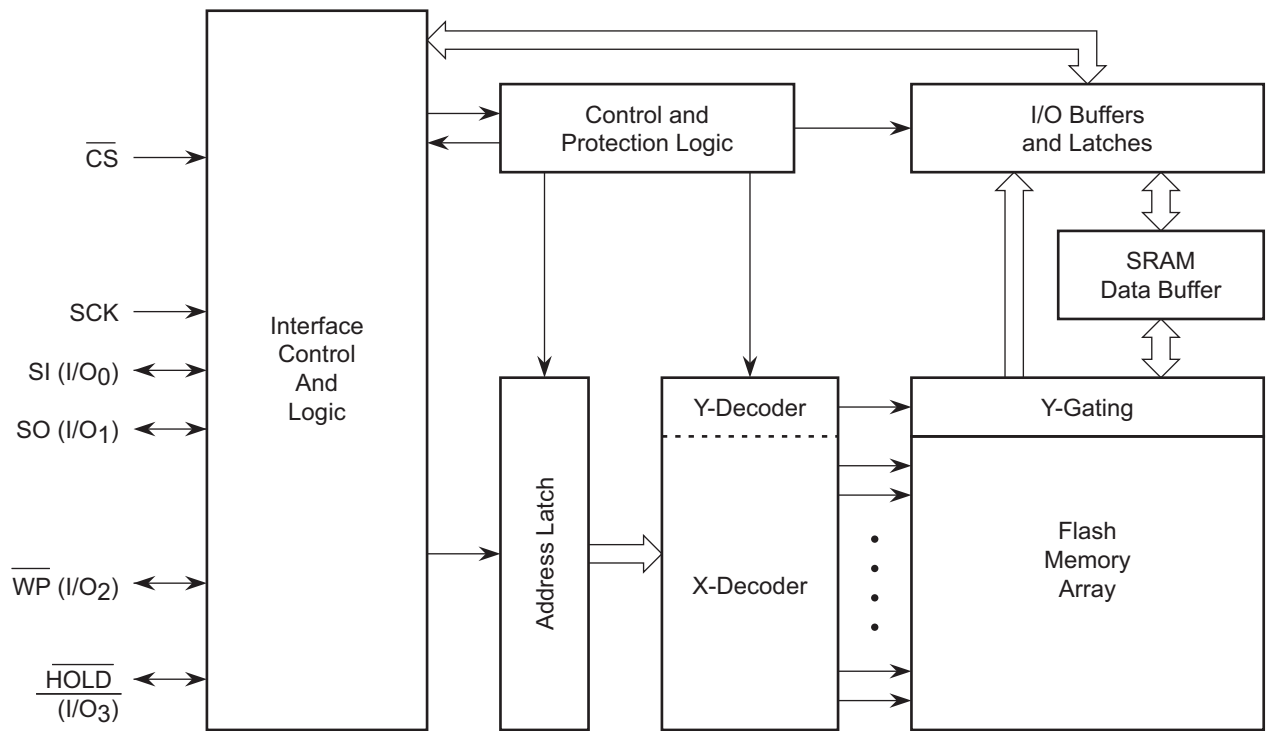 CS
SCK
SI (I/O0)
SO (I/O1)
WP (I/O2)
HOLD
(I/O3)
Interface
Control
And
Logic
Control and
Protection Logic
I/O Buffers
and Latches
SRAM
Data Buffer
Address Latch
Y-Decoder
X-Decoder
Y-Gating
Flash
Memory
Array